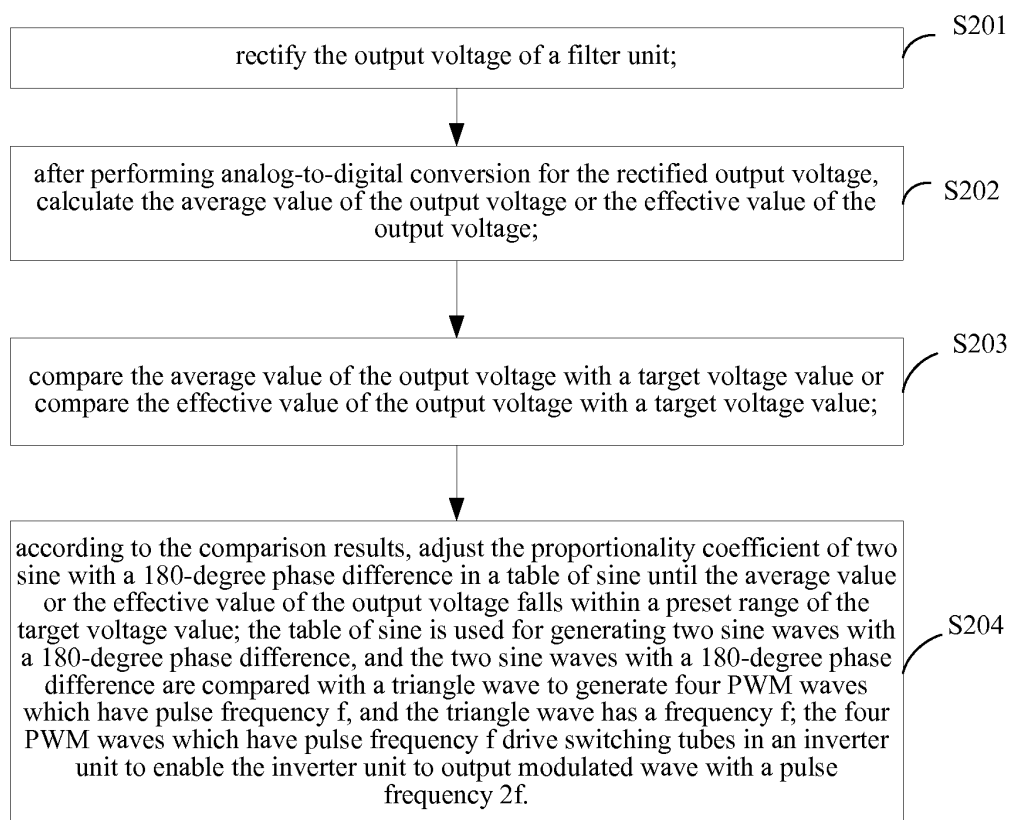 S201
rectify the output voltage of a filter unit;
after performing analog-to-digital conversion for the rectified output voltage,
S202
calculate the average value of the output voltage or the effective value of the
output voltage;
S203
compare the average value of the output voltage with a target voltage value or
compare the effective value of the output voltage with a target voltage value;
according to the comparison results, adjust the proportionality coefficient of two
sine with a 180-degree phase difference in a table of sine until the average value
or the effective value of the output voltage falls within a preset range of the
target voltage value; the table of sine is used for generating two sine waves with
S204
a 180-degree phase difference, and the two sine waves with a 180-degree phase
difference are compared with a triangle wave to generate four PWM waves
which have pulse frequency f, and the triangle wave has a frequency f; the four
PWM waves which have pulse frequency f drive switching tubes in an inverter
unit to enable the inverter unit to output modulated wave with a pulse
frequency 2f.